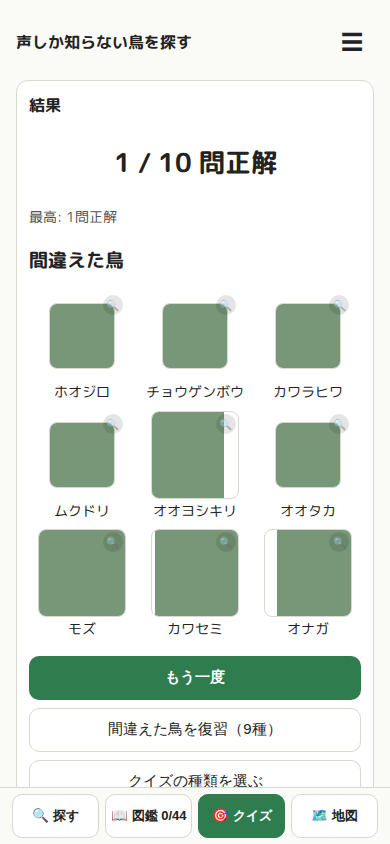 声しか知らない鳥を探す
結果
1 / 10 問正解
最高: 1問正解
間違えた鳥
ホオジロ チョウゲンボウ カワラヒワ
ムクドリ オオヨシキリ オオタカ
モズ カワセミ オナガ
もう一度
間違えた鳥を復習（9種）
クイズの種類を選ぶ
探す 図鑑 0/44 クイズ 地図